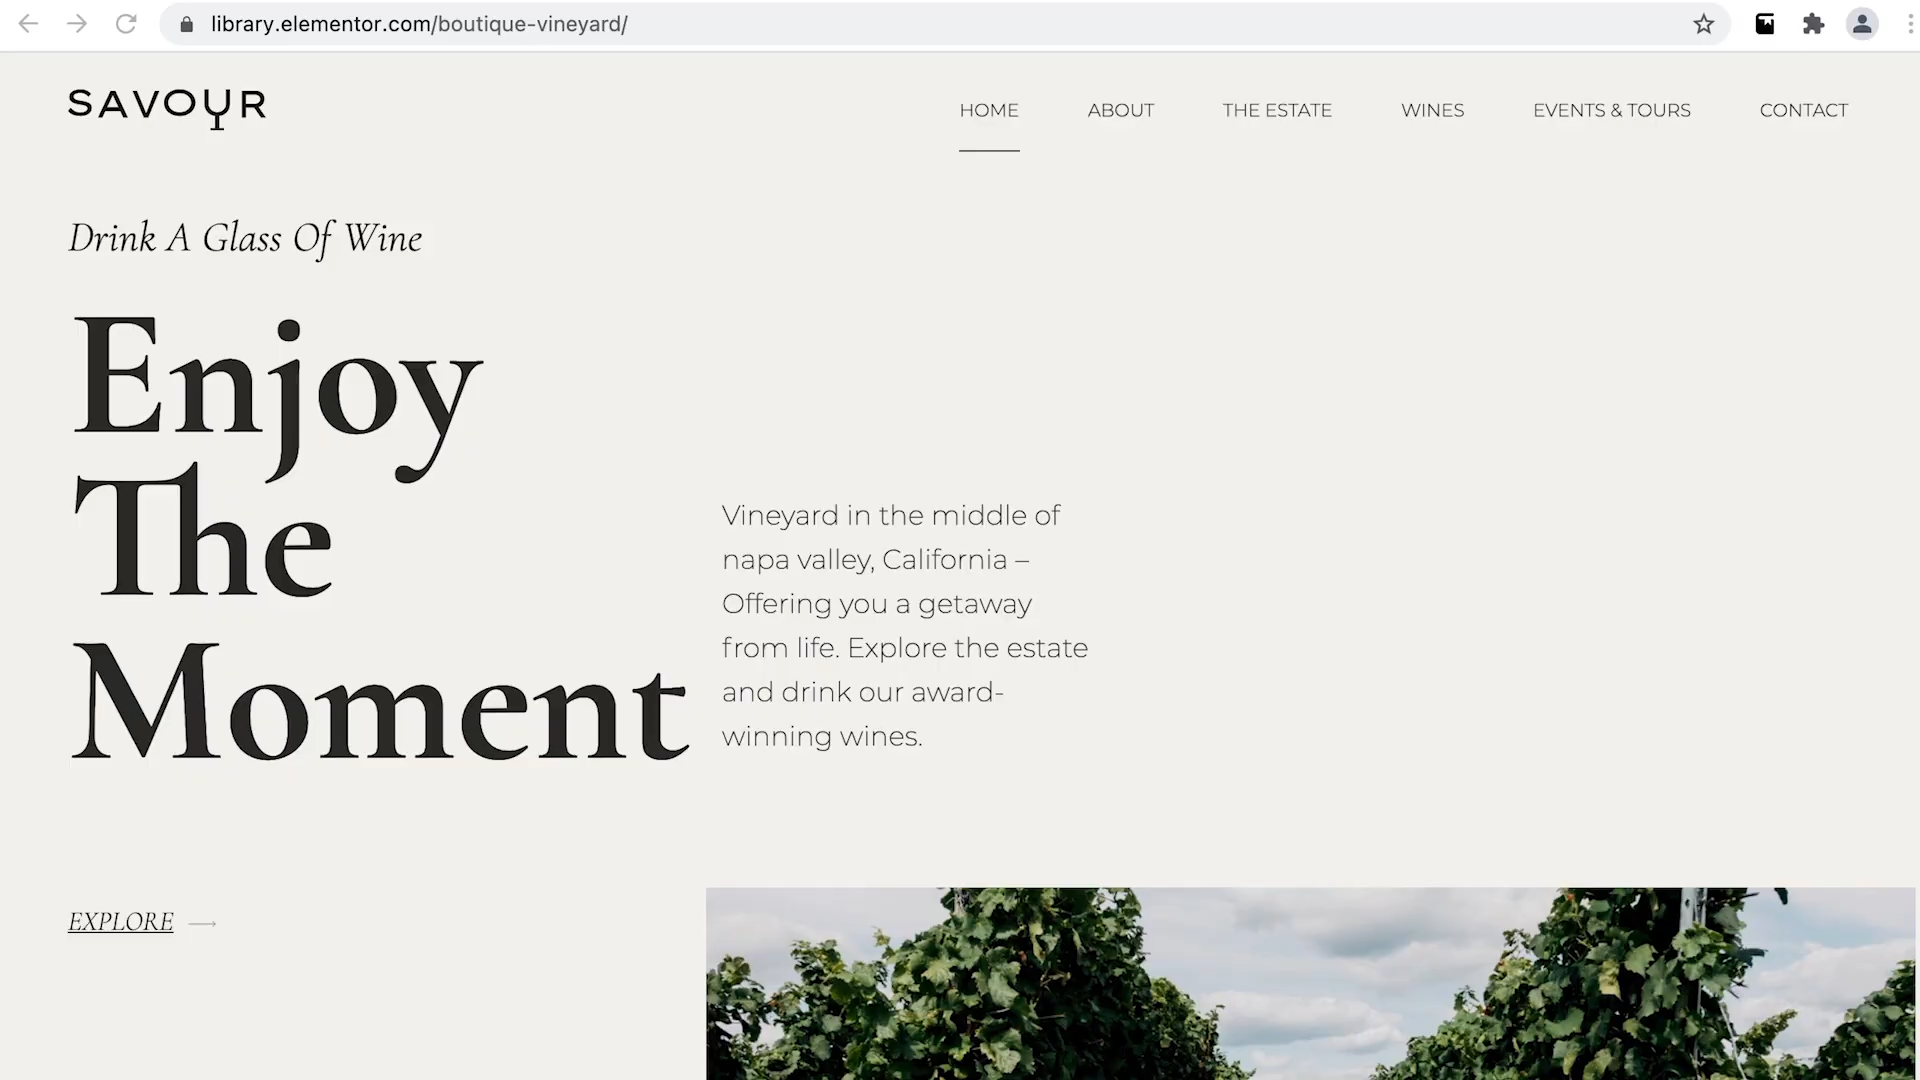 library.elementor.com/boutique-vineyard/
SAVOUR
HOME ABOUT THE ESTATE WINES EVENTS & TOURS CONTACT
Drink A Glass Of Wine
Enjoy
The
Moment
Vineyard in the middle of
napa valley, California –
Offering you a getaway
from life. Explore the estate
and drink our award-
winning wines.
EXPLORE